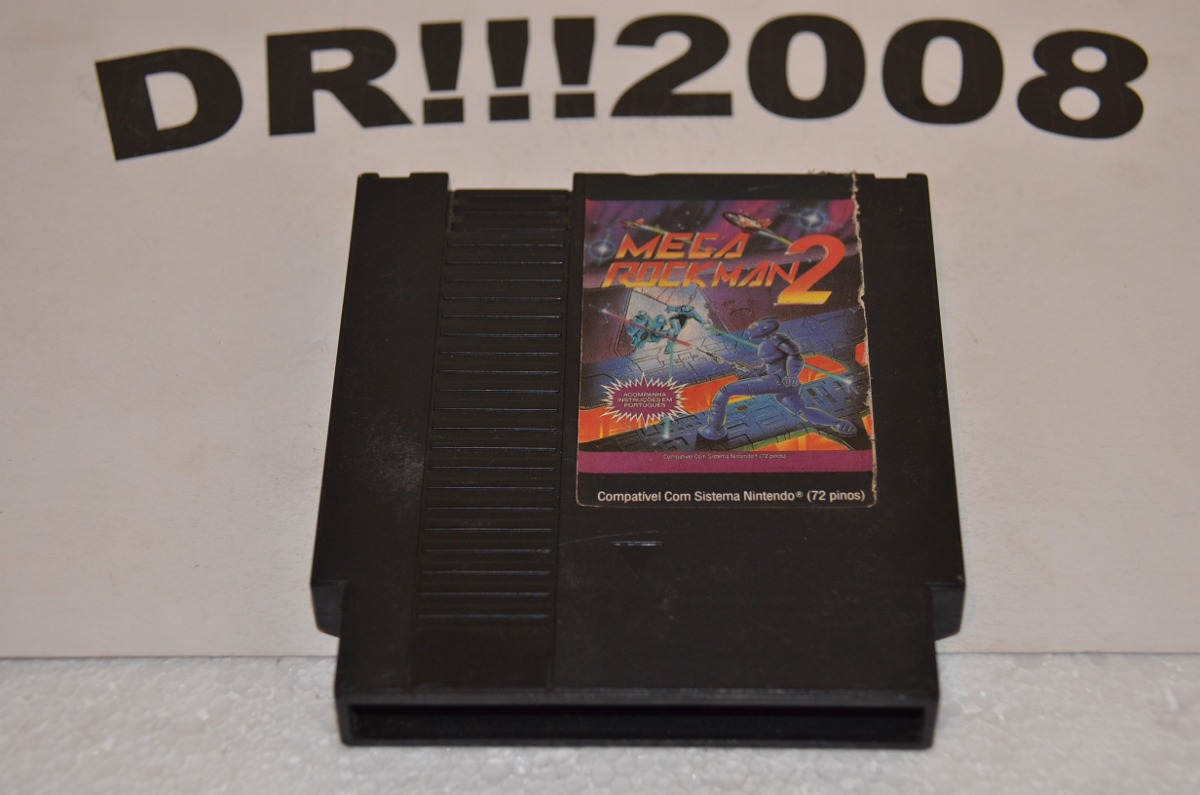 DR!!!2008
MEGA
ROCKMAN 2
ACOMPANHA
INSTRUÇÕES EM
PORTUGUÊS
Compatível Com Sistema Nintendo® (72 pinos)
Compatível Com Sistema Nintendo® (72 pinos)